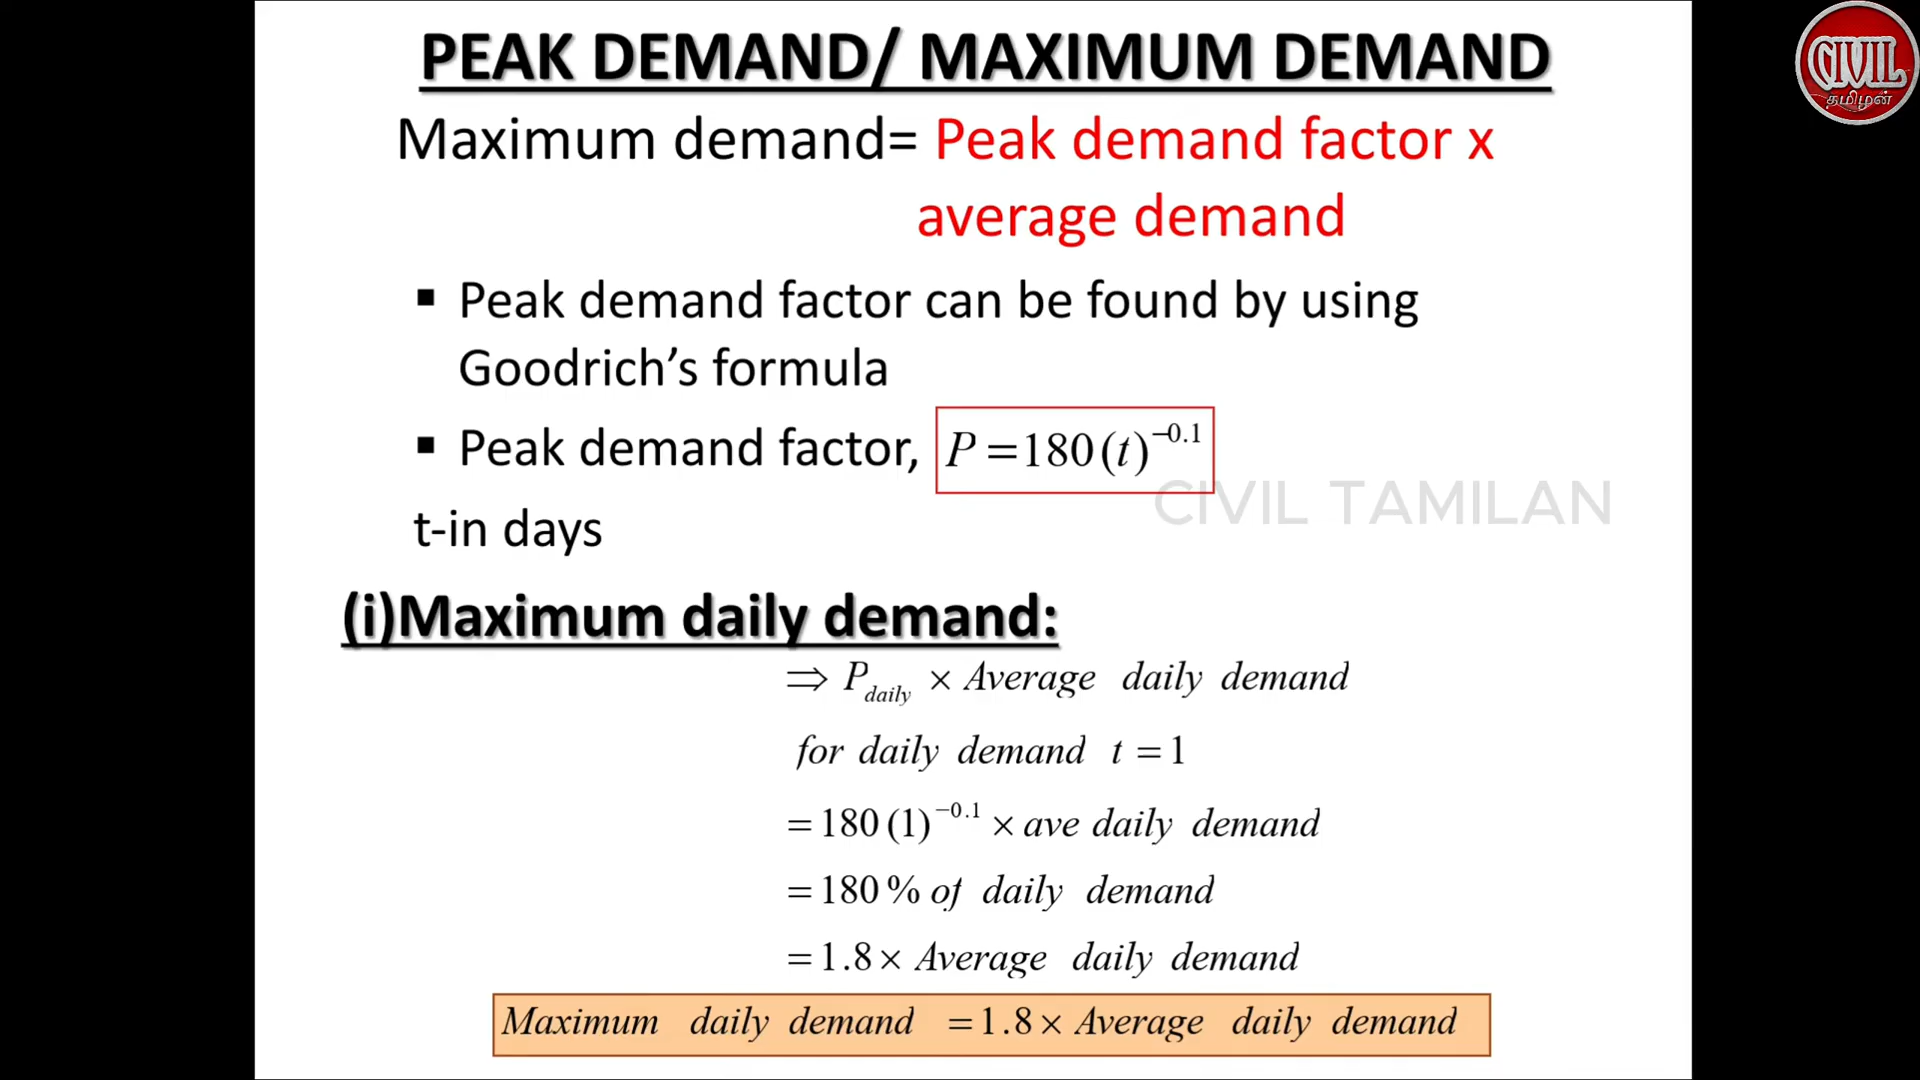 PEAK DEMAND/ MAXIMUM DEMAND
CIVIL
தமிழன்
Maximum demand= Peak demand factor x
average demand
▪ Peak demand factor can be found by using
Goodrich’s formula
▪ Peak demand factor, P = 180 (t)^−0.1
CIVIL TAMILAN
t-in days
(i)Maximum daily demand:
⇒ P_daily × Average daily demand
for daily demand t = 1
= 180 (1)^−0.1 × ave daily demand
= 180 % of daily demand
= 1.8 × Average daily demand
Maximum daily demand = 1.8 × Average daily demand